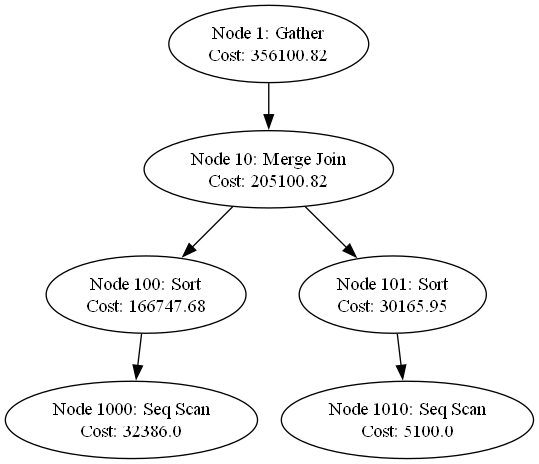 Node 1: Gather
Cost: 356100.82
Node 10: Merge Join
Cost: 205100.82
Node 100: Sort
Cost: 166747.68
Node 101: Sort
Cost: 30165.95
Node 1000: Seq Scan
Cost: 32386.0
Node 1010: Seq Scan
Cost: 5100.0